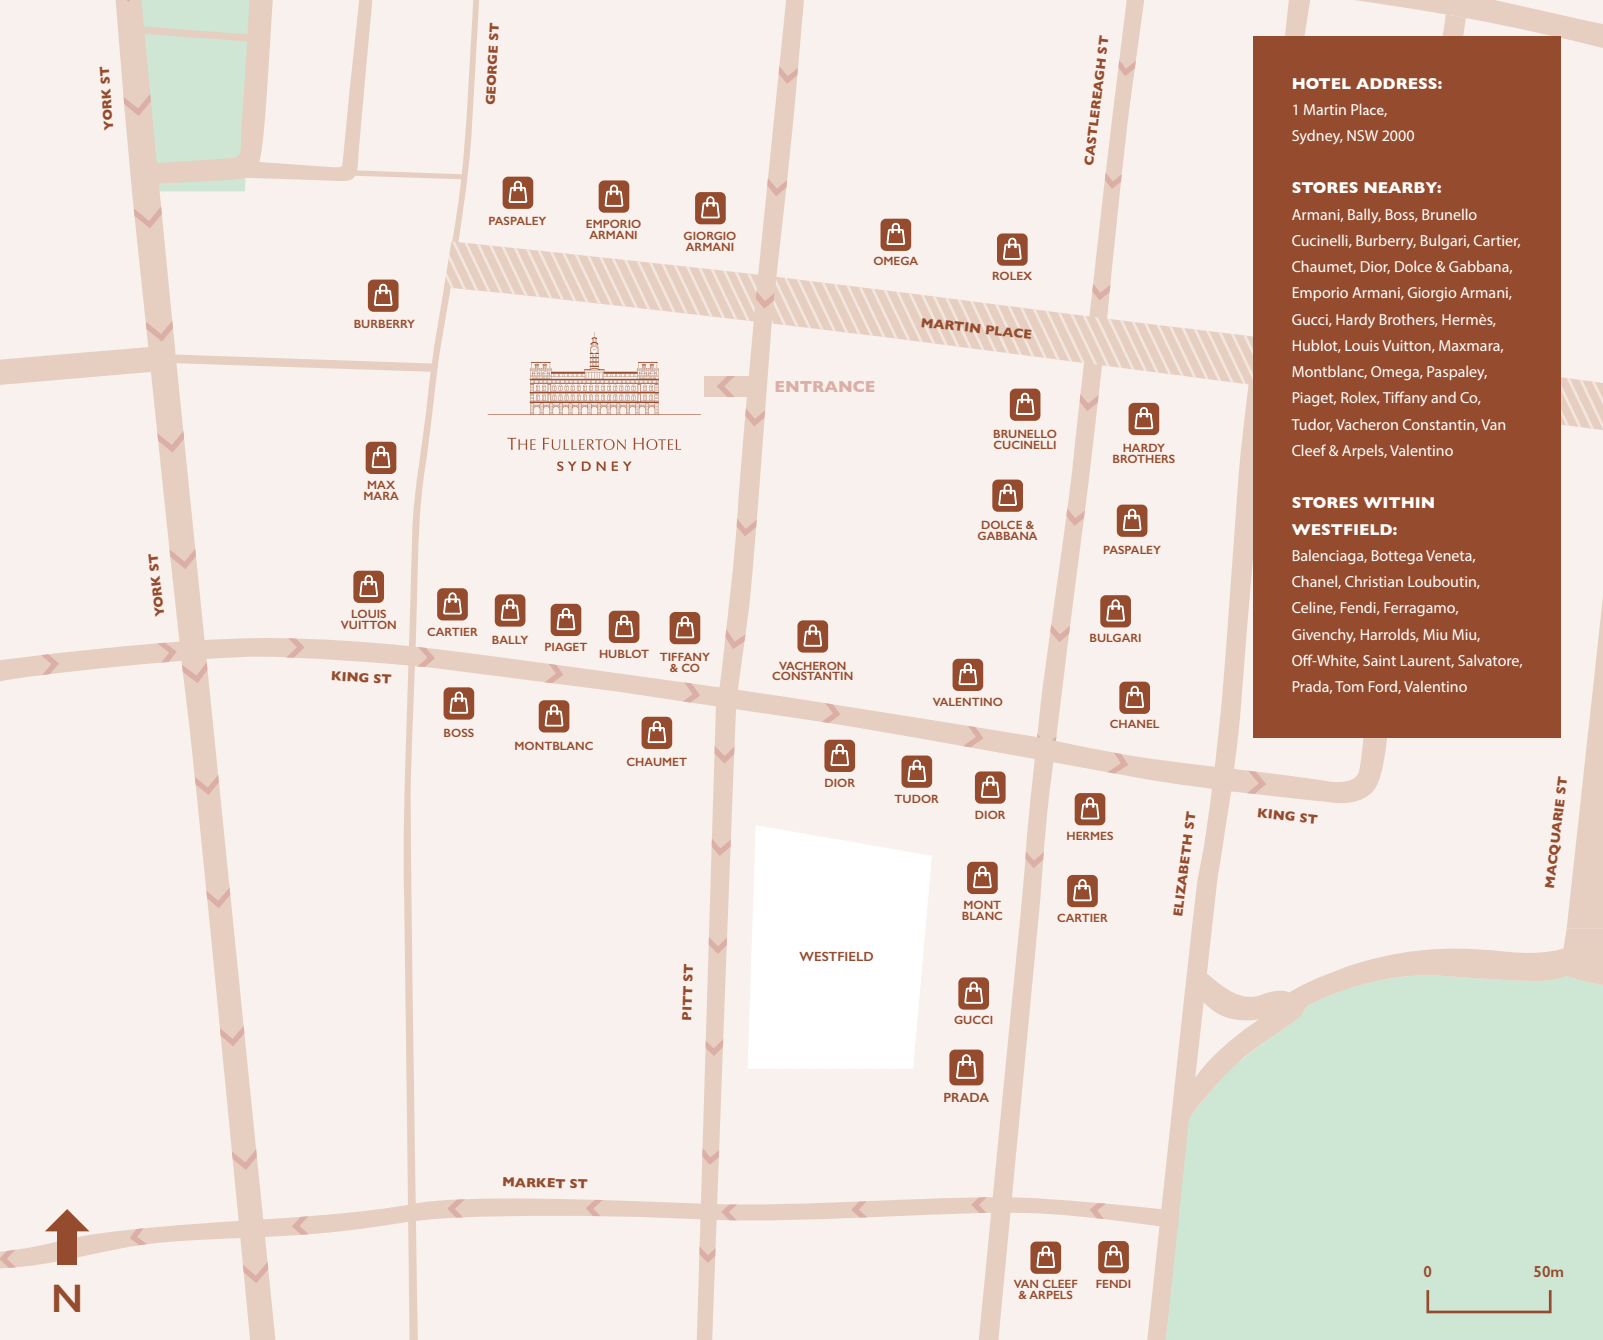 YORK ST
GEORGE ST
CASTLEREAGH ST
HOTEL ADDRESS:
1 Martin Place,
Sydney, NSW 2000
STORES NEARBY:
Armani, Bally, Boss, Brunello
Cucinelli, Burberry, Bulgari, Cartier,
Chaumet, Dior, Dolce & Gabbana,
Emporio Armani, Giorgio Armani,
Gucci, Hardy Brothers, Hermès,
Hublot, Louis Vuitton, Maxmara,
Montblanc, Omega, Paspaley,
Piaget, Rolex, Tiffany and Co,
Tudor, Vacheron Constantin, Van
Cleef & Arpels, Valentino
STORES WITHIN
WESTFIELD:
Balenciaga, Bottega Veneta,
Chanel, Christian Louboutin,
Celine, Fendi, Ferragamo,
Givenchy, Harrolds, Miu Miu,
Off-White, Saint Laurent, Salvatore,
Prada, Tom Ford, Valentino
PASPALEY
EMPORIO
ARMANI
GIORGIO
ARMANI
OMEGA
ROLEX
BURBERRY
MARTIN PLACE
ENTRANCE
THE FULLERTON HOTEL
SYDNEY
BRUNELLO
CUCINELLI
HARDY
BROTHERS
MAX
MARA
DOLCE &
GABBANA
PASPALEY
YORK ST
LOUIS
VUITTON
CARTIER
BALLY
PIAGET
HUBLOT
TIFFANY
& CO
VACHERON
CONSTANTIN
BULGARI
KING ST
VALENTINO
CHANEL
BOSS
MONTBLANC
CHAUMET
DIOR
TUDOR
DIOR
HERMES
KING ST
ELIZABETH ST
MACQUARIE ST
MONT
BLANC
CARTIER
WESTFIELD
PITT ST
GUCCI
PRADA
MARKET ST
VAN CLEEF
& ARPELS
FENDI
N
0
50m